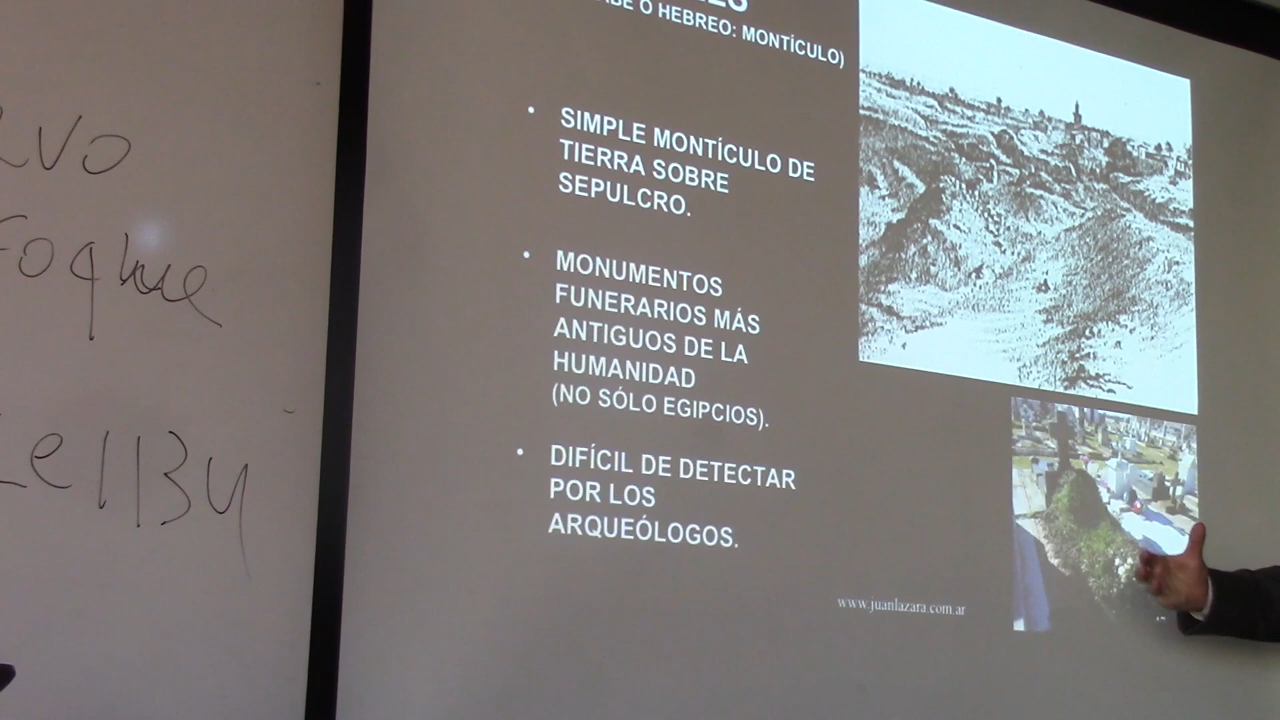 O HEBREO: MONTÍCULO)
• SIMPLE MONTÍCULO DE
TIERRA SOBRE
SEPULCRO.
• MONUMENTOS
FUNERARIOS MÁS
ANTIGUOS DE LA
HUMANIDAD
(NO SÓLO EGIPCIOS).
• DIFÍCIL DE DETECTAR
POR LOS
ARQUEÓLOGOS.
www.juanlazara.com.ar